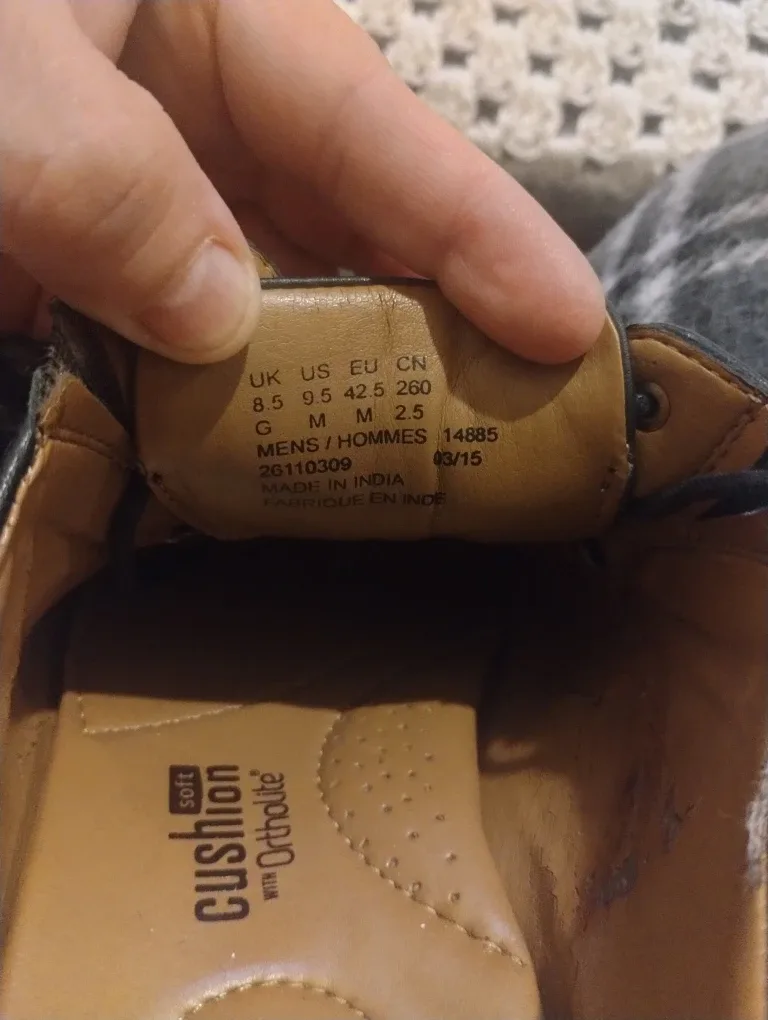 UK US EU CN
8.5 9.5 42.5 260
G M M 2.5
MENS / HOMMES 14885
26110309 03/15
MADE IN INDIA
FABRIQUE EN INDE
soft
cushion
WITH OrthoLite®